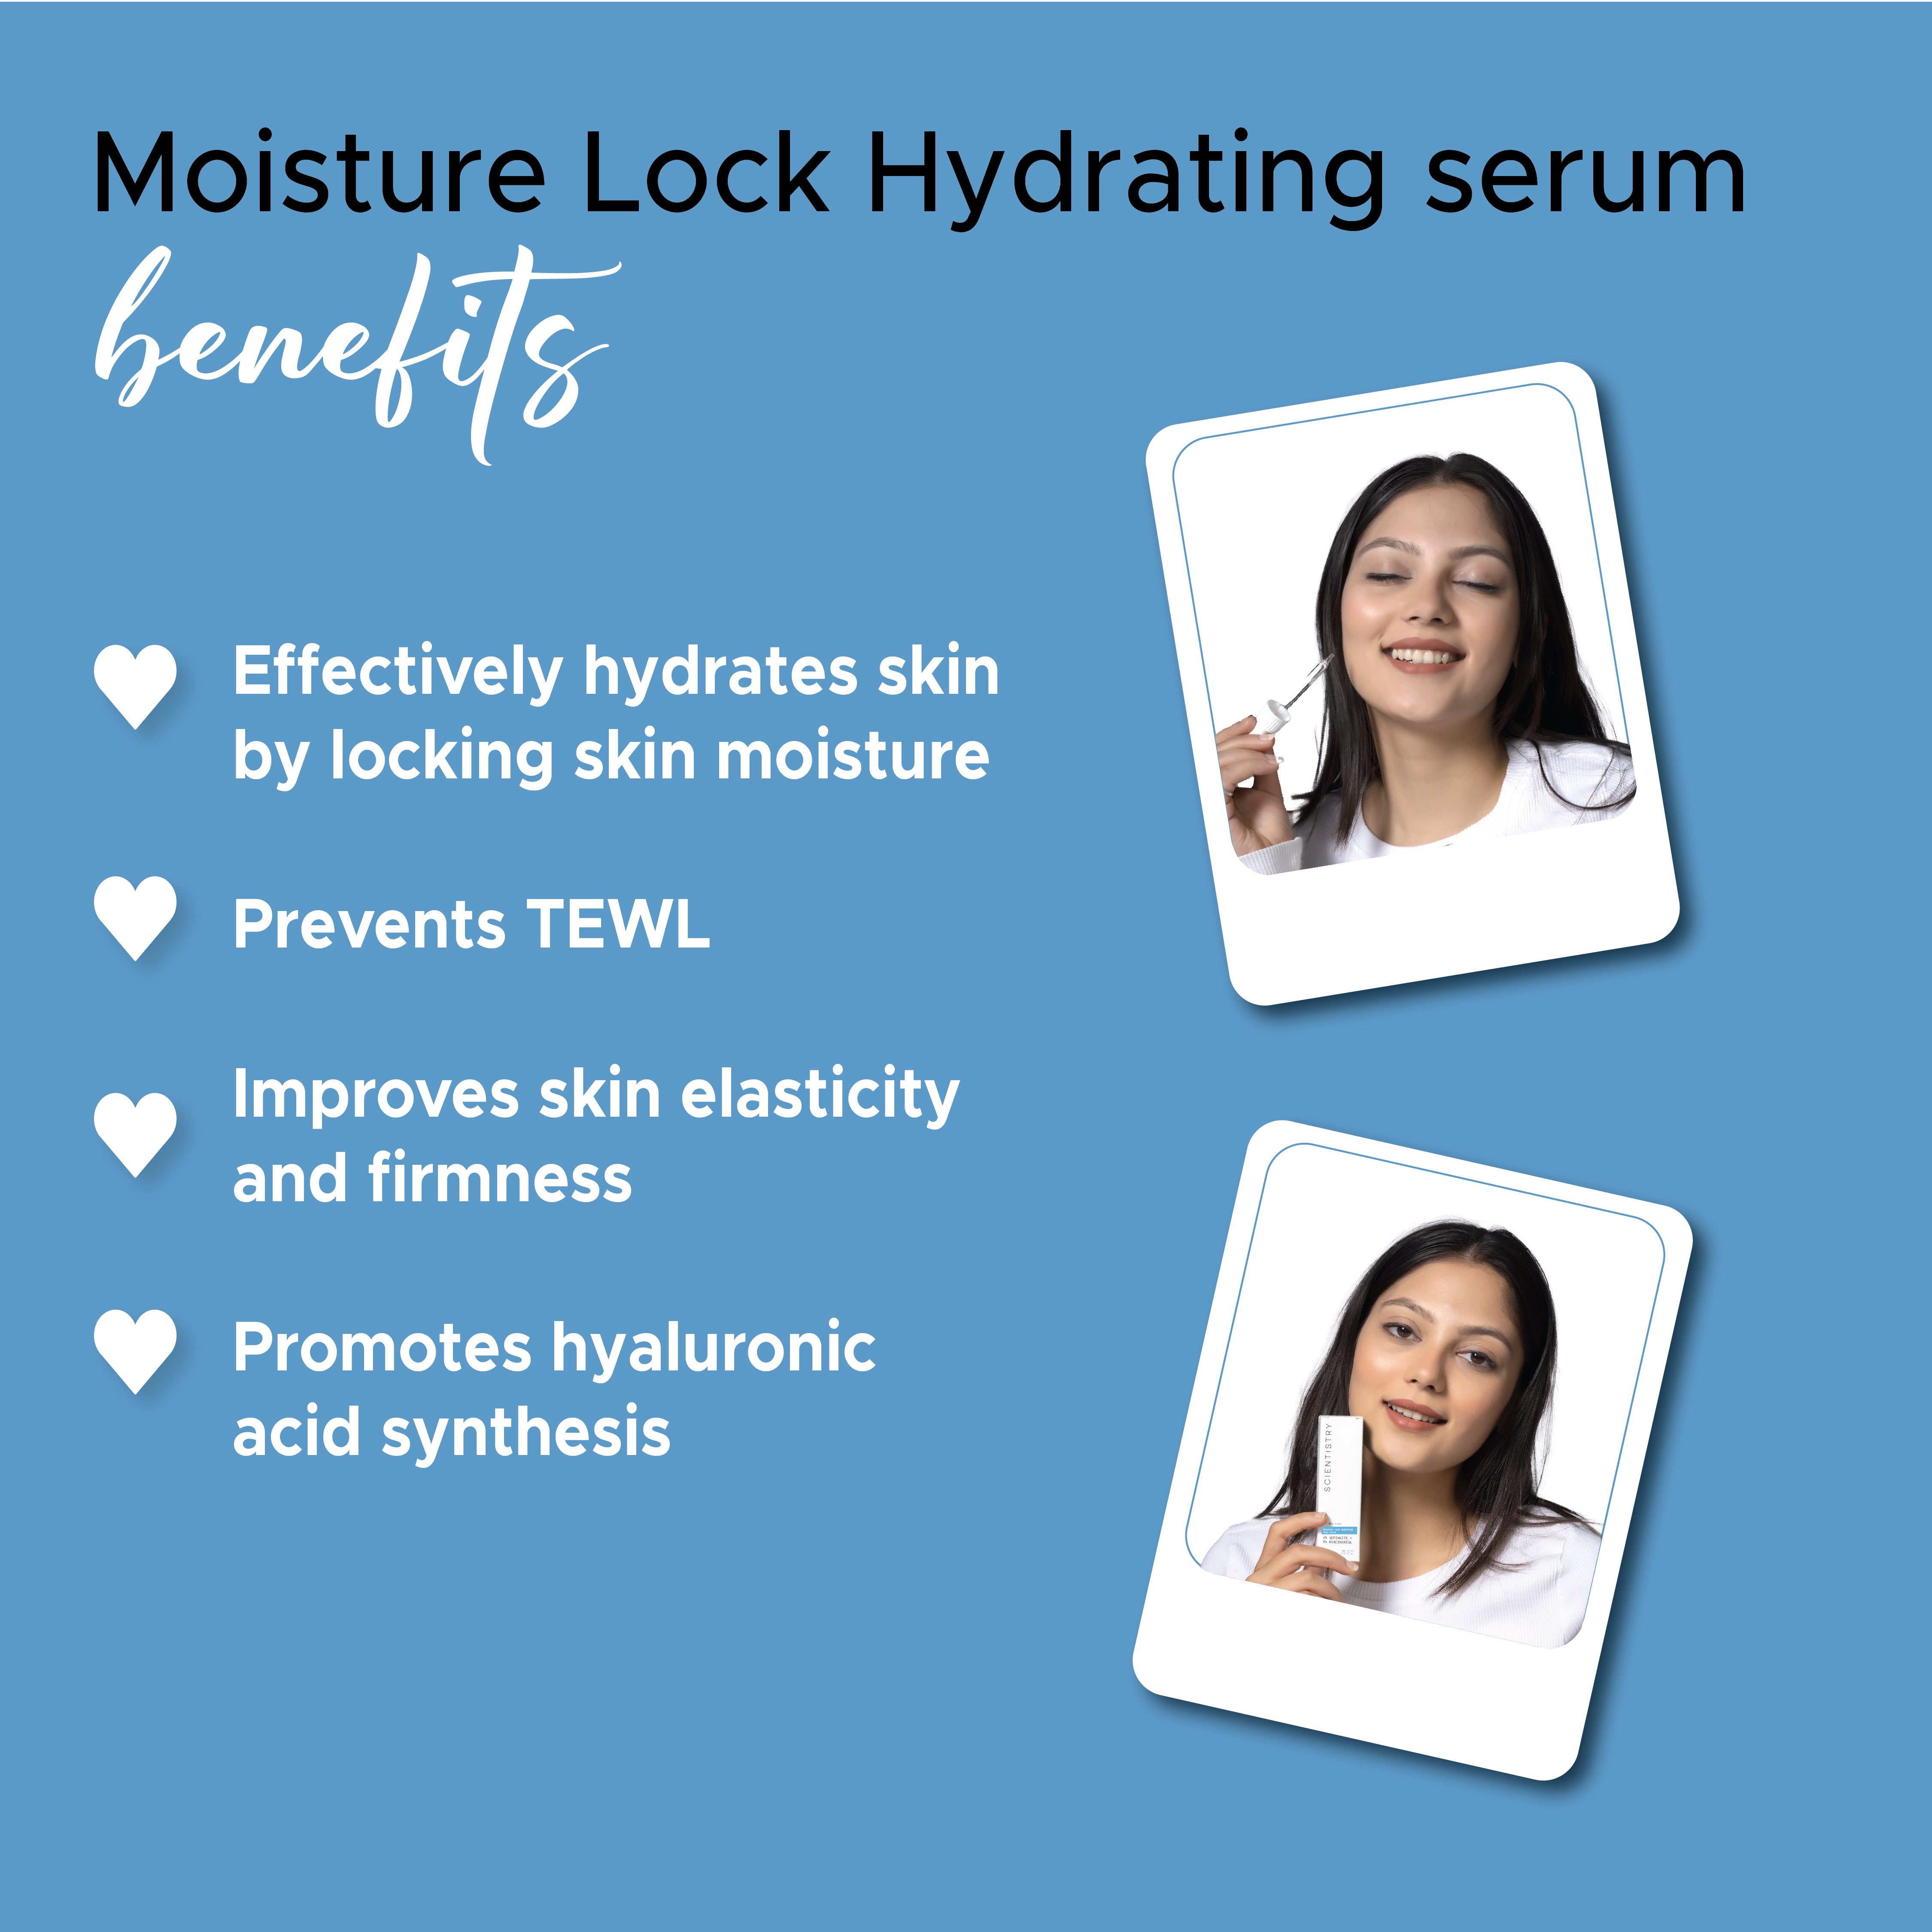 Moisture Lock Hydrating serum
benefits
Effectively hydrates skin
by locking skin moisture
Prevents TEWL
Improves skin elasticity
and firmness
Promotes hyaluronic
acid synthesis
SCIENTISTRY